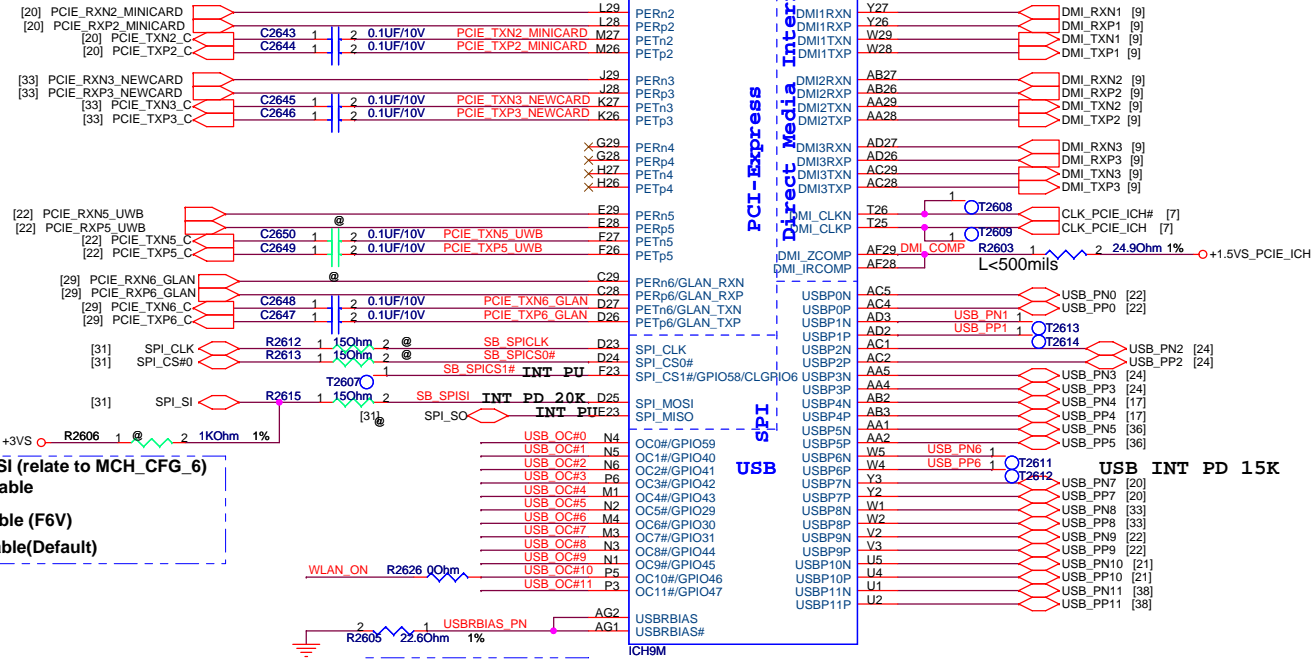 [20] PCIE_RXN2_MINICARD L29 PERn2 DMI1RXN Y27 DMI_RXN1 [9]
[20] PCIE_RXP2_MINICARD L28 PERp2 DMI1RXP Y26 DMI_RXP1 [9]
[20] PCIE_TXN2_C C2643 1 2 0.1UF/10V PCIE_TXN2_MINICARD M27 PETn2 DMI1TXN W29 DMI_TXN1 [9]
[20] PCIE_TXP2_C C2644 1 2 0.1UF/10V PCIE_TXP2_MINICARD M26 PETp2 DMI1TXP W28 DMI_TXP1 [9]
[33] PCIE_RXN3_NEWCARD J29 PERn3 DMI2RXN AB27 DMI_RXN2 [9]
[33] PCIE_RXP3_NEWCARD J28 PERp3 DMI2RXP AB26 DMI_RXP2 [9]
[33] PCIE_TXN3_C C2645 1 2 0.1UF/10V PCIE_TXN3_NEWCARD K27 PETn3 DMI2TXN AA29 DMI_TXN2 [9]
[33] PCIE_TXP3_C C2646 1 2 0.1UF/10V PCIE_TXP3_NEWCARD K26 PETp3 DMI2TXP AA28 DMI_TXP2 [9]
PCI-Express
Direct Media
G29 PERn4 DMI3RXN AD27 DMI_RXN3 [9]
G28 PERp4 DMI3RXP AD26 DMI_RXP3 [9]
H27 PETn4 DMI3TXN AC29 DMI_TXN3 [9]
H26 PETp4 DMI3TXP AC28 DMI_TXP3 [9]
1 T2608
[22] PCIE_RXN5_UWB E29 PERn5 DMI_CLKN T26 CLK_PCIE_ICH# [7]
[22] PCIE_RXP5_UWB @ E28 PERp5 DMI_CLKP T25 CLK_PCIE_ICH [7]
[22] PCIE_TXN5_C C2650 1 2 0.1UF/10V PCIE_TXN5_UWB F27 PETn5 1 T2609
[22] PCIE_TXP5_C C2649 1 2 0.1UF/10V PCIE_TXP5_UWB F26 PETp5 DMI_ZCOMP AF29 DMI_COMP R2603 1 2 24.9Ohm 1% +1.5VS_PCIE_ICH
@ DMI_IRCOMP AF28 L<500mils
[29] PCIE_RXN6_GLAN C29 PERn6/GLAN_RXN
[29] PCIE_RXP6_GLAN C28 PERp6/GLAN_RXP USBP0N AC5 USB_PN0 [22]
[29] PCIE_TXN6_C C2648 1 2 0.1UF/10V PCIE_TXN6_GLAN D27 PETn6/GLAN_TXN USBP0P AC4 USB_PP0 [22]
[29] PCIE_TXP6_C C2647 1 2 0.1UF/10V PCIE_TXP6_GLAN D26 PETp6/GLAN_TXP USBP1N AD3 USB_PN1 1 T2613
USBP1P AD2 USB_PP1 1 T2614
[31] SPI_CLK R2612 1 15Ohm 2 @ SB_SPICLK D23 SPI_CLK USBP2N AC1 USB_PN2 [24]
[31] SPI_CS#0 R2613 1 15Ohm 2 SB_SPICS0# D24 SPI_CS0# USBP2P AC2 USB_PP2 [24]
T2607 1 SB_SPICS1# INT PU F23 SPI_CS1#/GPIO58/CLGPIO6 USBP3N AA5 USB_PN3 [24]
USBP3P AA4 USB_PP3 [24]
[31] SPI_SI R2615 1 15Ohm 2 SB_SPISI INT PD 20K D25 SPI_MOSI USBP4N AB2 USB_PN4 [17]
[31] @ SPI_SO INT PU E23 SPI_MISO USBP4P AB3 USB_PP4 [17]
SPI
USBP5N AA1 USB_PN5 [36]
+3VS R2606 1 @ 2 1KOhm 1% USB_OC#0 N4 OC0#/GPIO59 USBP5P AA2 USB_PP5 [36]
USB_OC#1 N5 OC1#/GPIO40 USBP6N W5 USB_PN6 1 T2611
SI (relate to MCH_CFG_6) USB_OC#2 N6 OC2#/GPIO41 USB USBP6P W4 USB_PP6 1 T2612 USB INT PD 15K
able USB_OC#3 P6 OC3#/GPIO42 USBP7N Y3 USB_PN7 [20]
USB_OC#4 M1 OC4#/GPIO43 USBP7P Y2 USB_PP7 [20]
USB_OC#5 N2 OC5#/GPIO29 USBP8N W1 USB_PN8 [33]
ble (F6V) USB_OC#6 M4 OC6#/GPIO30 USBP8P W2 USB_PP8 [33]
USB_OC#7 M3 OC7#/GPIO31 USBP9N V2 USB_PN9 [22]
able(Default) USB_OC#8 N3 OC8#/GPIO44 USBP9P V3 USB_PP9 [22]
USB_OC#9 N1 OC9#/GPIO45 USBP10N U5 USB_PN10 [21]
WLAN_ON R2626 0Ohm USB_OC#10 P5 OC10#/GPIO46 USBP10P U4 USB_PP10 [21]
USB_OC#11 P3 OC11#/GPIO47 USBP11N U1 USB_PN11 [38]
USBP11P U2 USB_PP11 [38]
AG2 USBRBIAS
2 R2605 1 22.6Ohm 1% USBRBIAS_PN AG1 USBRBIAS#
ICH9M